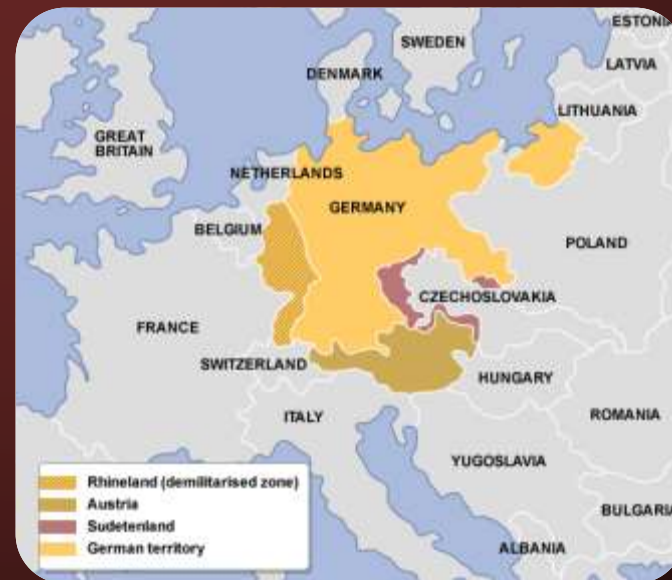 ESTONIA
SWEDEN
LATVIA
DENMARK
LITHUANIA
GREAT
BRITAIN
NETHERLANDS
GERMANY
BELGIUM
POLAND
CZECHOSLOVAKIA
FRANCE
SWITZERLAND
HUNGARY
ITALY
ROMANIA
YUGOSLAVIA
Rhineland (demilitarised zone)
Austria
Sudetenland
German territory
BULGARIA
ALBANIA